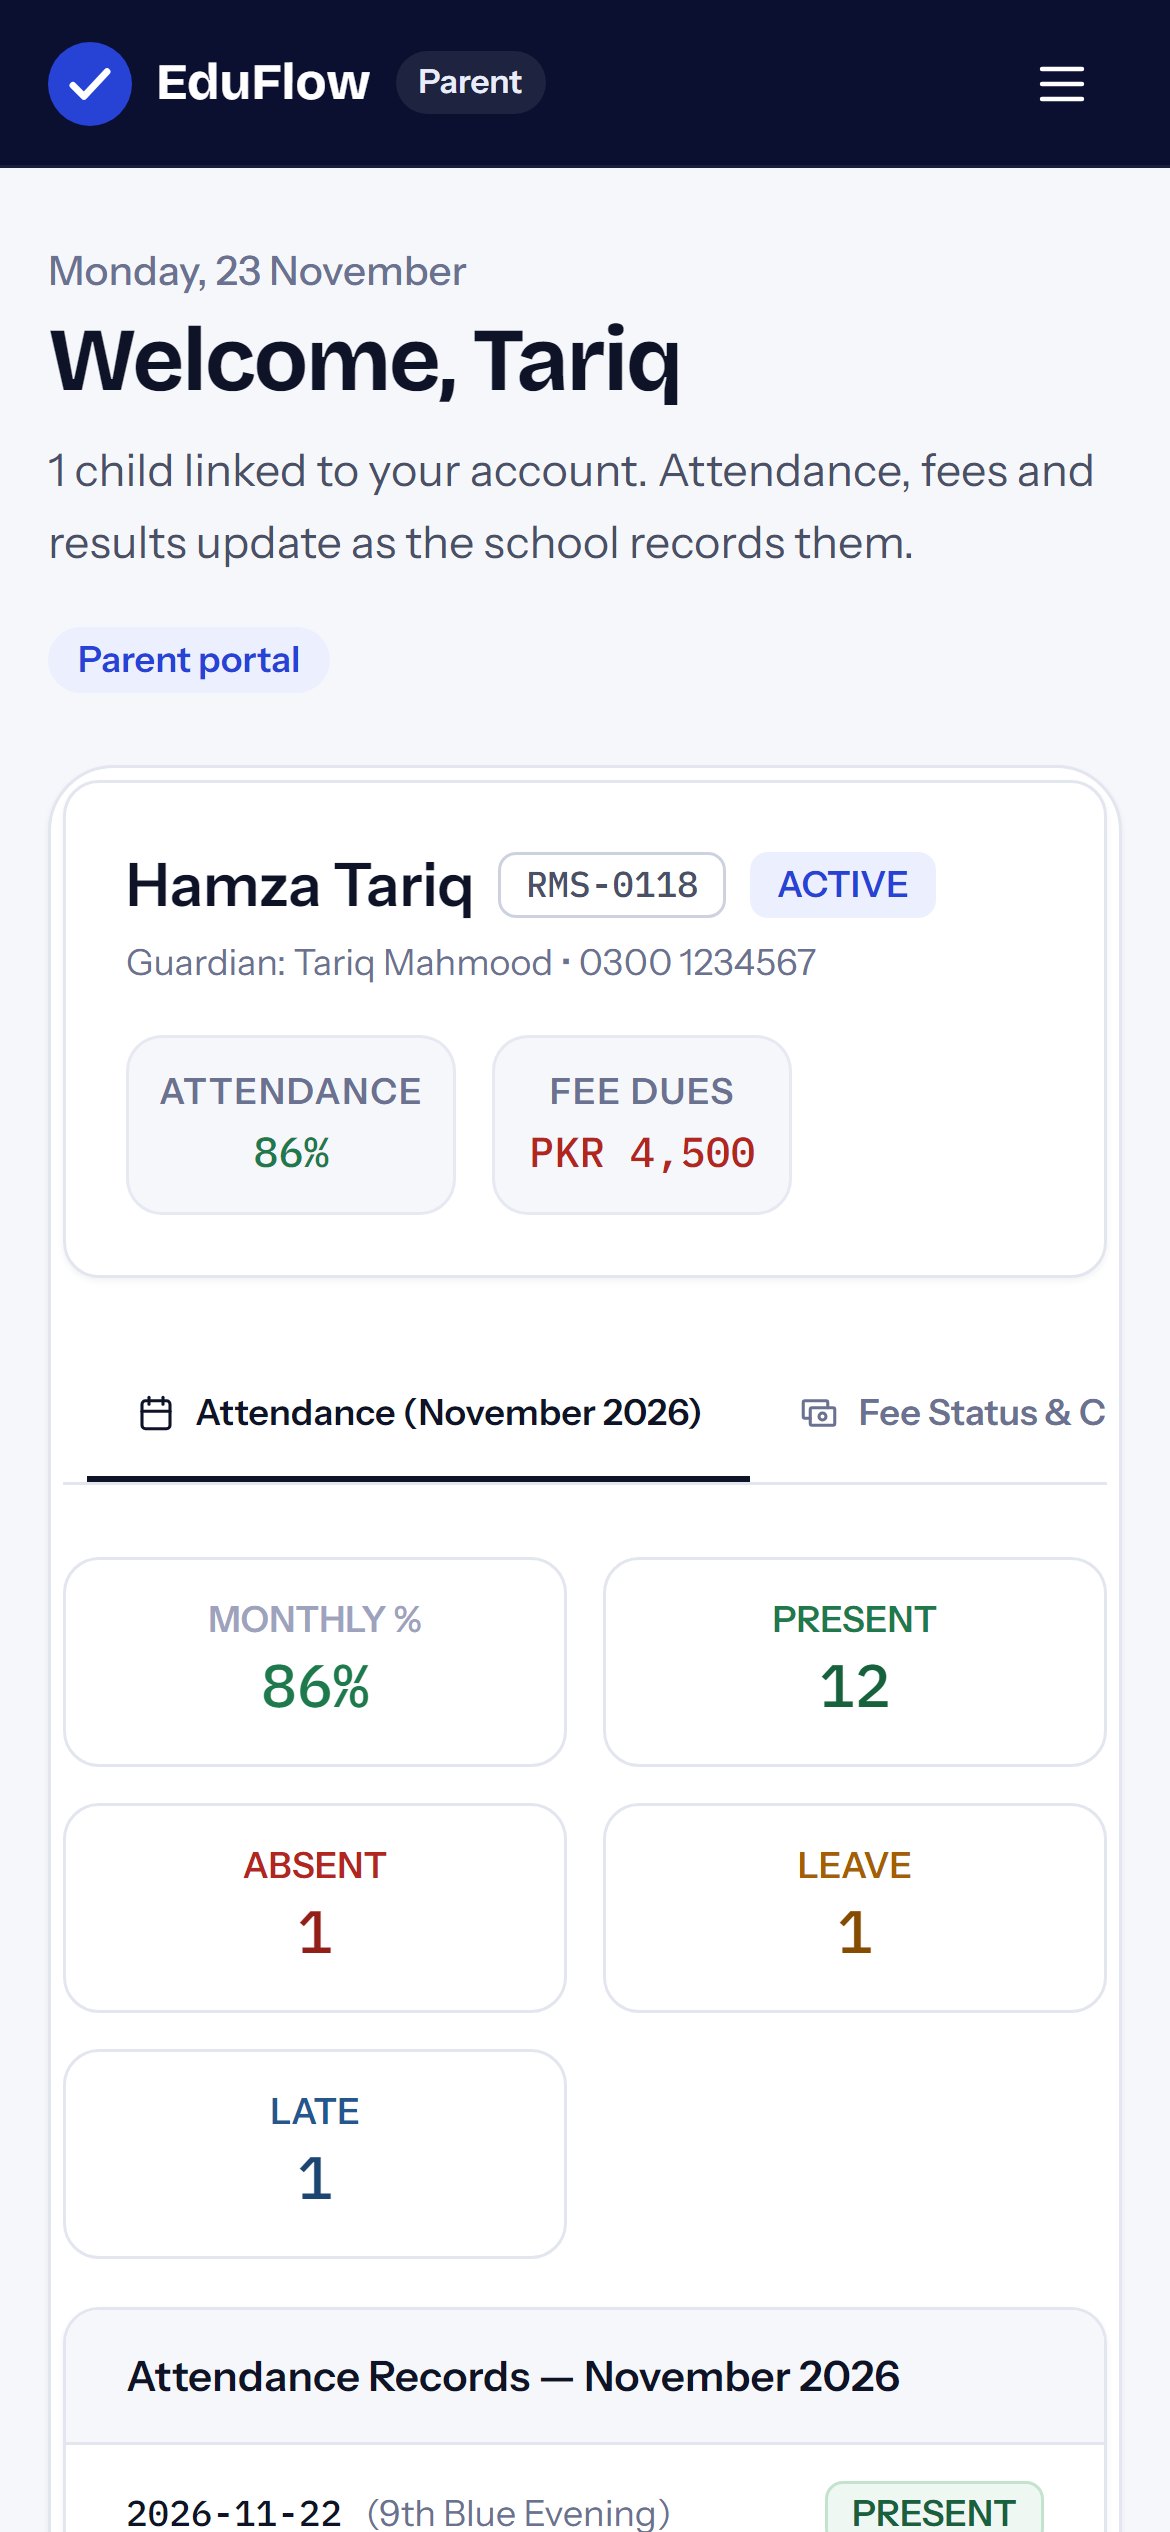 EduFlow Parent
Monday, 23 November
Welcome, Tariq
1 child linked to your account. Attendance, fees and
results update as the school records them.
Parent portal
Hamza Tariq RMS-0118 ACTIVE
Guardian: Tariq Mahmood • 0300 1234567
ATTENDANCE FEE DUES
86% PKR 4,500
Attendance (November 2026) Fee Status & C
MONTHLY % PRESENT
86% 12
ABSENT LEAVE
1 1
LATE
1
Attendance Records — November 2026
2026-11-22 (9th Blue Evening) PRESENT